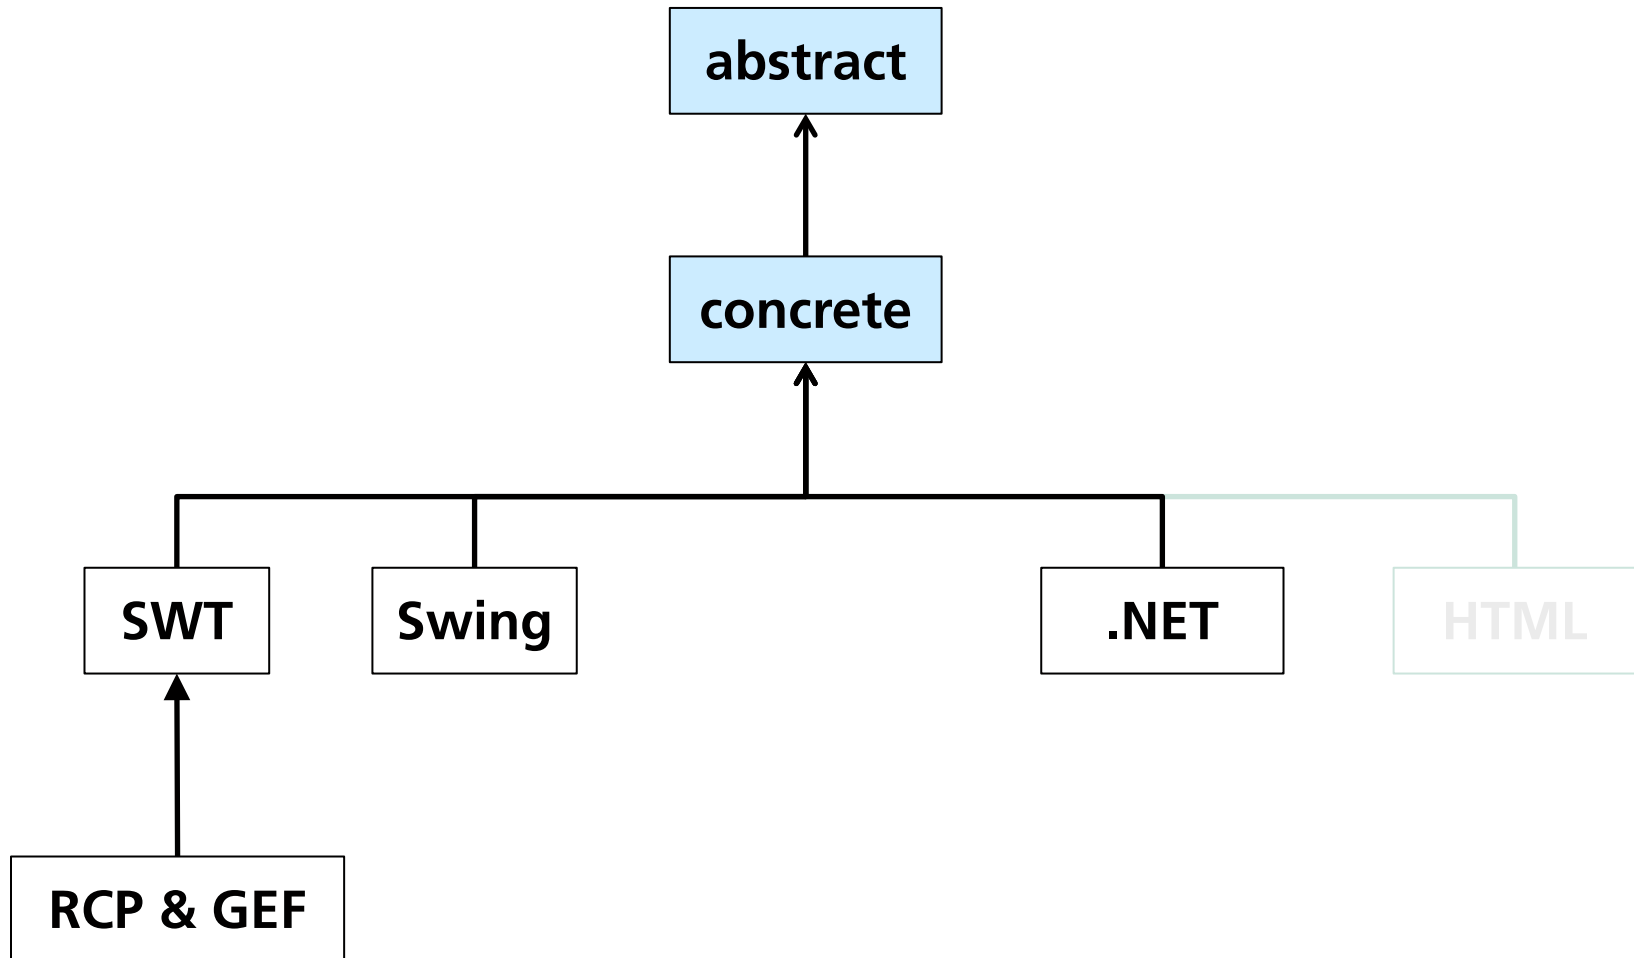 abstract
concrete
SWT
Swing
.NET
HTML
RCP & GEF